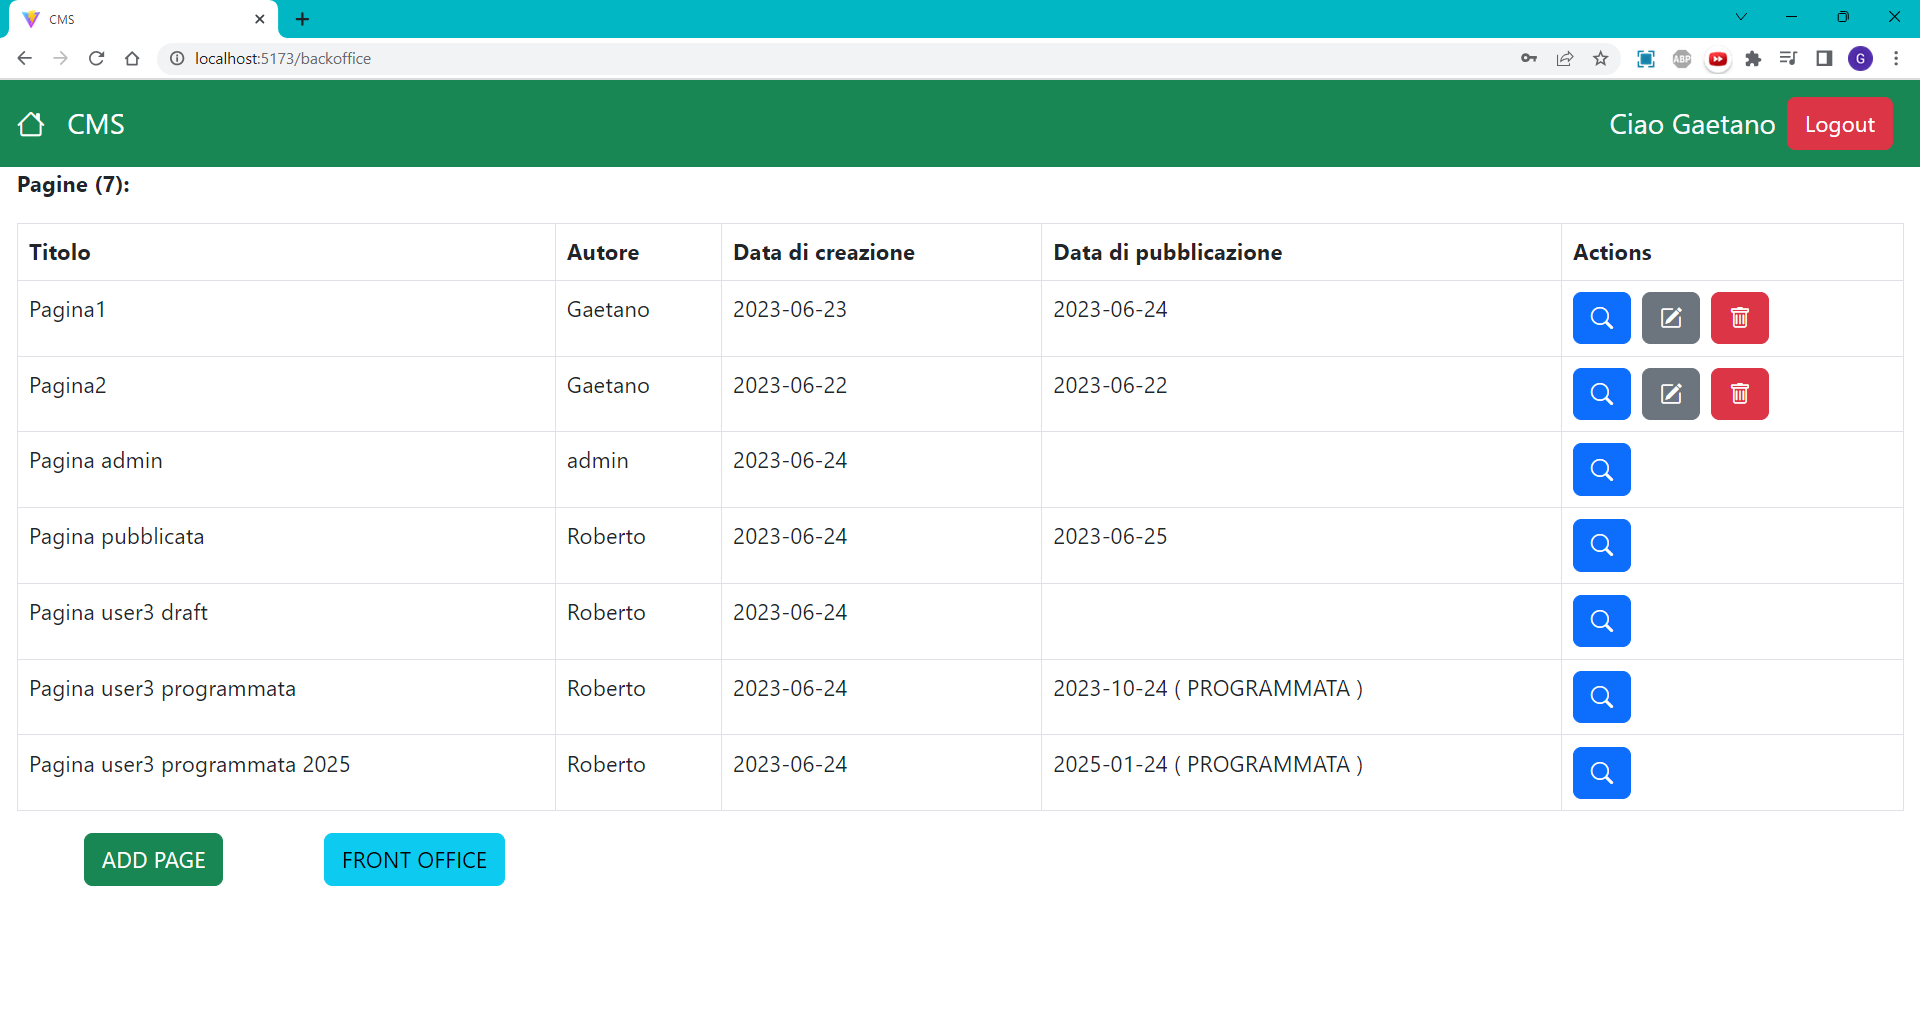 CMS
localhost:5173/backoffice
ABP
G
CMS
Ciao Gaetano Logout
Pagine (7):
Titolo Autore Data di creazione Data di pubblicazione Actions
Pagina1 Gaetano 2023-06-23 2023-06-24
Pagina2 Gaetano 2023-06-22 2023-06-22
Pagina admin admin 2023-06-24
Pagina pubblicata Roberto 2023-06-24 2023-06-25
Pagina user3 draft Roberto 2023-06-24
Pagina user3 programmata Roberto 2023-06-24 2023-10-24 ( PROGRAMMATA )
Pagina user3 programmata 2025 Roberto 2023-06-24 2025-01-24 ( PROGRAMMATA )
ADD PAGE FRONT OFFICE